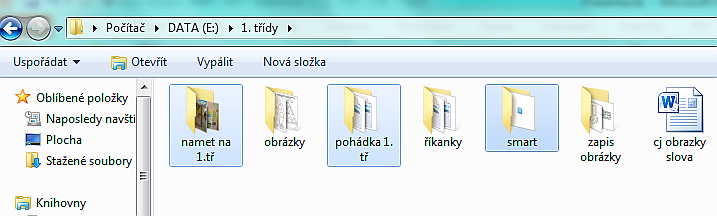 Počítač ▸ DATA (E:) ▸ 1. třídy ▸
Uspořádat Otevřít Vypálit Nová složka
Oblíbené položky
Naposledy navští
Plocha
Stažené soubory
Knihovny
namet na
1.tř
obrázky
pohádka 1.
tř
říkanky
smart
zapis
obrázky
cj obrazky
slova